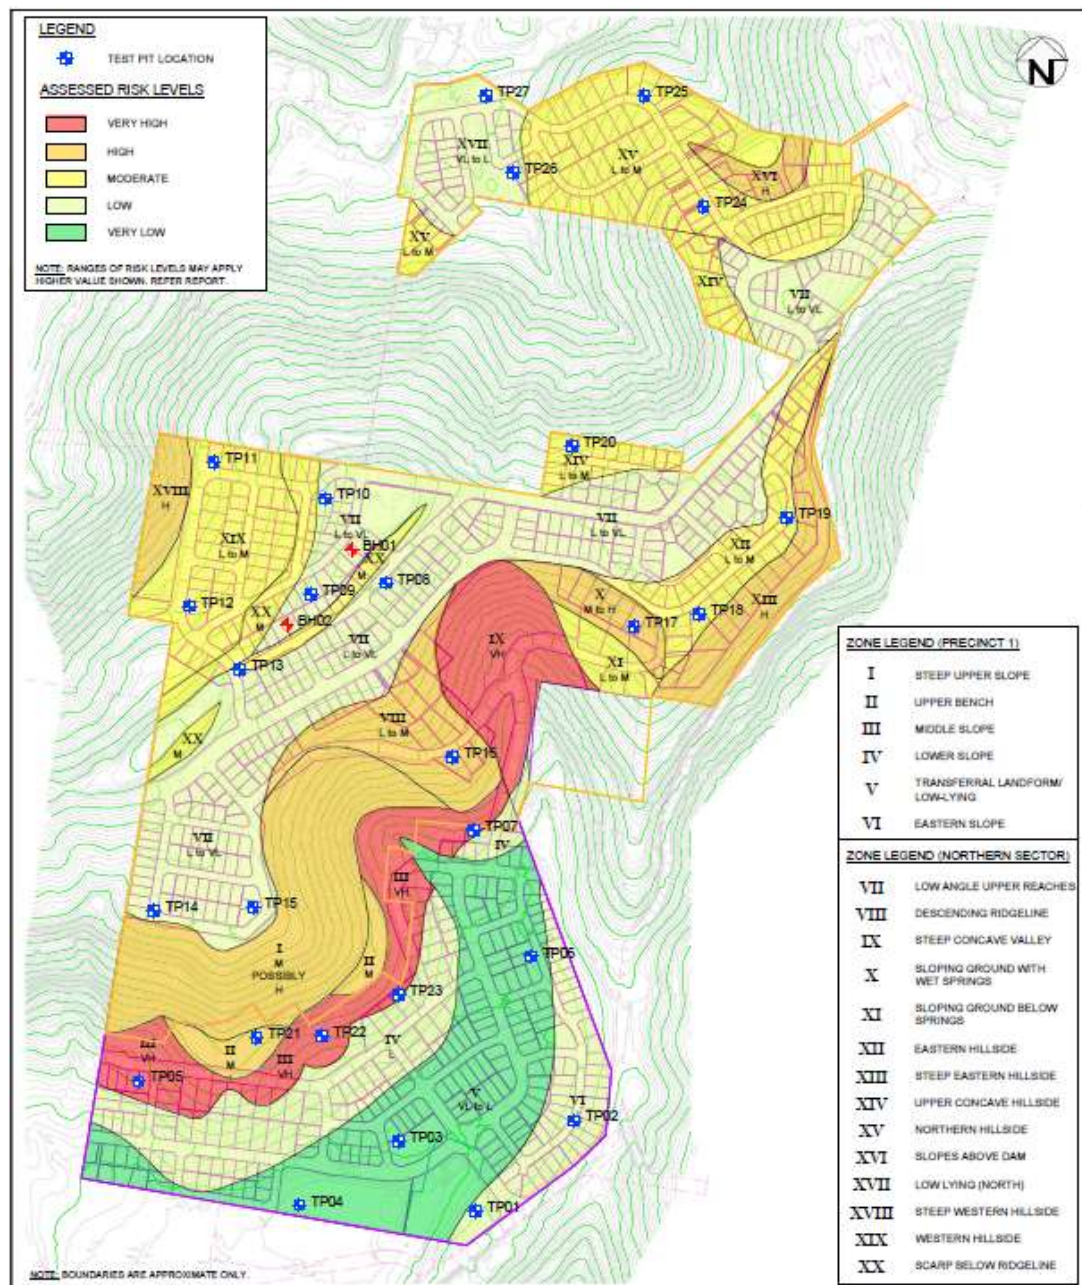 LEGEND
TEST PIT LOCATION
ASSESSED RISK LEVELS
VERY HIGH
HIGH
MODERATE
LOW
VERY LOW
NOTE: RANGES OF RISK LEVELS MAY APPLY
HIGHER VALUE SHOWN. REFER REPORT.
N
TP27
TP25
XVII
VL to L
XV
L to M
TP26
XVI
H
TP24
XV
L to M
XIV
VII
L to VL
TP20
XIV
L to M
TP11
XVIII
H
TP10
VII
L to VL
XIX
L to M
BH01
XX
M
TP08
VII
L to VL
TP19
XII
L to M
TP12
TP09
XX
M
BH02
X
M to H
TP17
TP18
XIII
H
VII
L to VL
IX
VH
XI
L to M
TP13
VIII
L to M
XX
M
TP16
TP07
IV
VII
L to VL
III
VH
TP14
TP15
I
M
POSSIBLY
H
II
M
TP06
TP23
TP21
TP22
III
VH
II
M
III
VH
IV
L
TP05
V
VL to L
VI
TP02
TP03
TP04
TP01
ZONE LEGEND (PRECINCT 1)
I STEEP UPPER SLOPE
II UPPER BENCH
III MIDDLE SLOPE
IV LOWER SLOPE
V TRANSFERRAL LANDFORM/
LOW-LYING
VI EASTERN SLOPE
ZONE LEGEND (NORTHERN SECTOR)
VII LOW ANGLE UPPER REACHES
VIII DESCENDING RIDGELINE
IX STEEP CONCAVE VALLEY
X SLOPING GROUND WITH
WET SPRINGS
XI SLOPING GROUND BELOW
SPRINGS
XII EASTERN HILLSIDE
XIII STEEP EASTERN HILLSIDE
XIV UPPER CONCAVE HILLSIDE
XV NORTHERN HILLSIDE
XVI SLOPES ABOVE DAM
XVII LOW LYING (NORTH)
XVIII STEEP WESTERN HILLSIDE
XIX WESTERN HILLSIDE
XX SCARP BELOW RIDGELINE
NOTE: BOUNDARIES ARE APPROXIMATE ONLY.